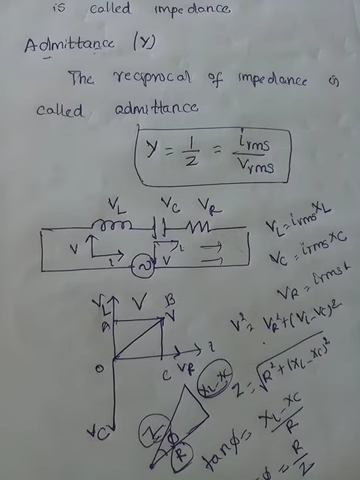 is called impedance
Admittance (Y)
The reciprocal of impedance is
called admittance
Y = 1/Z = irms/Vrms
VL VC VR
V i V i
VL = irms XL
VC = irms XC
VR = irms
V² = VR² + (VL-VC)²
Z = √R² + (XL-XC)²
tanφ = XL-XC/R
φ = R/Z
VL V B
A V
O C VR i
VC
XL-XC
Z φ R